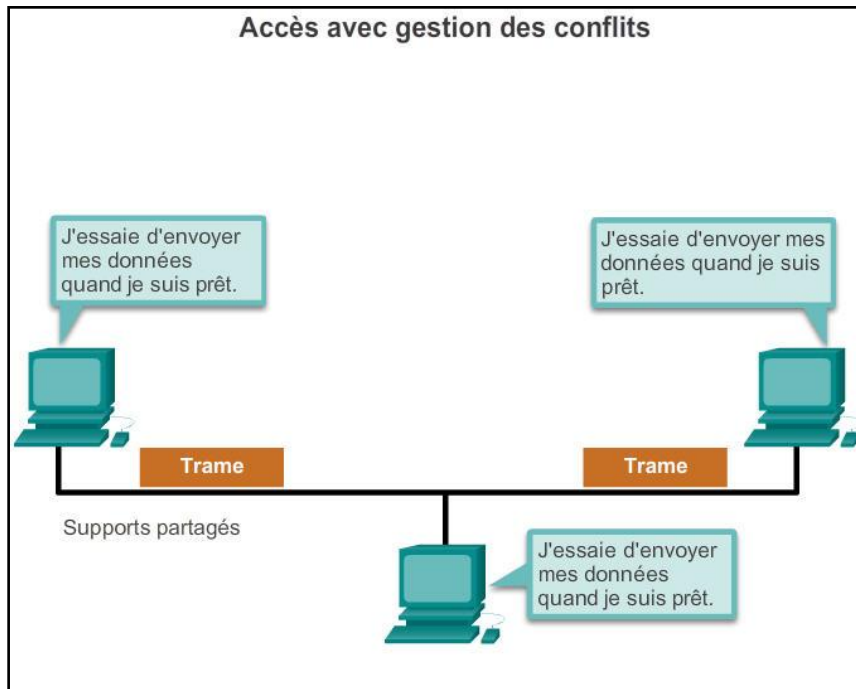 Accès avec gestion des conflits
J'essaie d'envoyer
mes données
quand je suis prêt.
J'essaie d'envoyer mes
données quand je suis
prêt.
Trame
Trame
Supports partagés
J'essaie d'envoyer
mes données
quand je suis prêt.